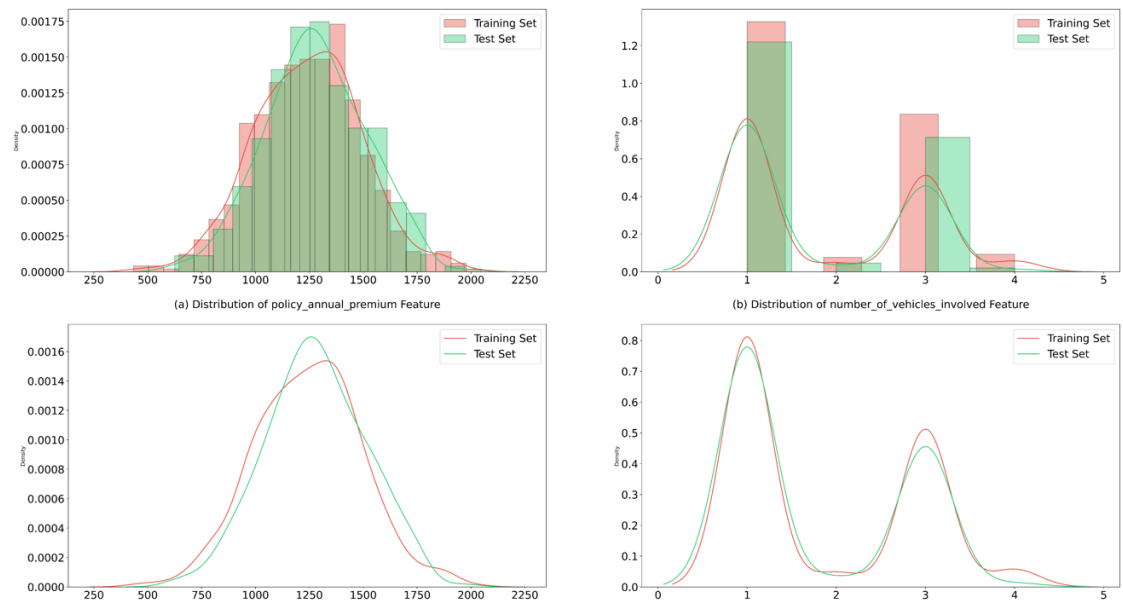 0.00175
0.00150
0.00125
0.00100
0.00075
0.00050
0.00025
0.00000
Density
Training Set
Test Set
250 500 750 1000 1250 1500 1750 2000 2250
(a) Distribution of policy_annual_premium Feature
1.2
1.0
0.8
0.6
0.4
0.2
0.0
Density
Training Set
Test Set
0 1 2 3 4 5
(b) Distribution of number_of_vehicles_involved Feature
0.0016
0.0014
0.0012
0.0010
0.0008
0.0006
0.0004
0.0002
0.0000
Density
Training Set
Test Set
250 500 750 1000 1250 1500 1750 2000 2250
0.8
0.7
0.6
0.5
0.4
0.3
0.2
0.1
0.0
Density
Training Set
Test Set
0 1 2 3 4 5